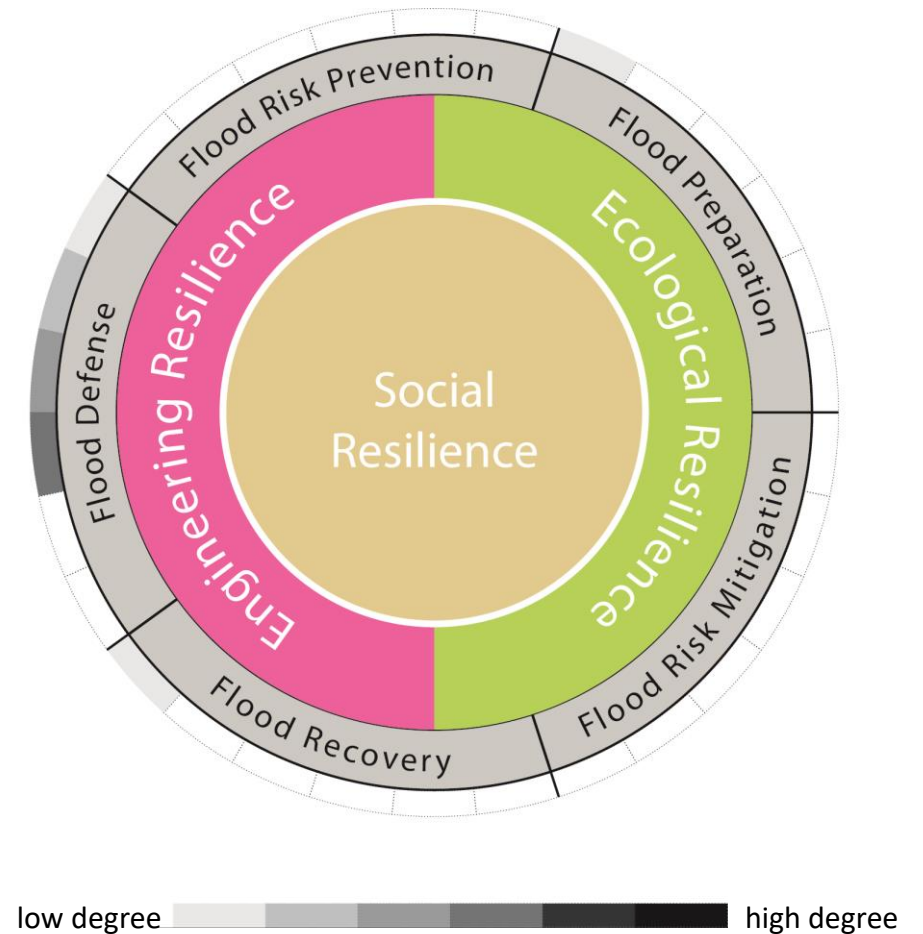 Flood Risk Prevention
Flood Preparation
Flood Defense
Engineering Resilience
Ecological Resilience
Social
Resilience
Flood Risk Mitigation
Flood Recovery
low degree
high degree